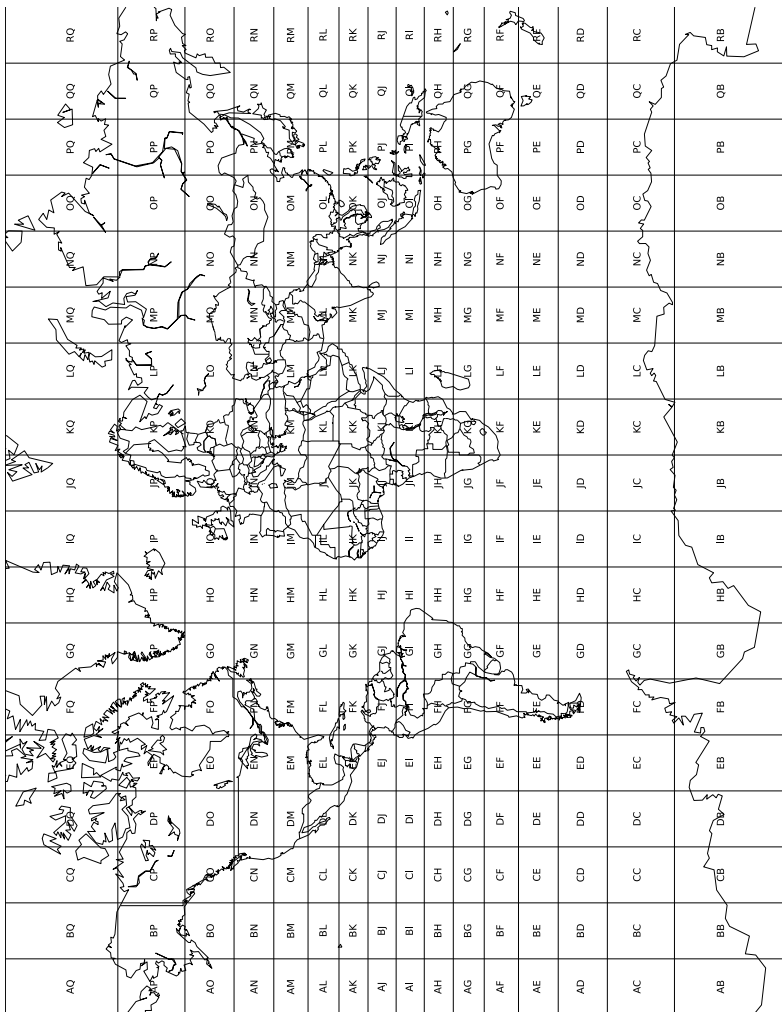 AQ BQ CQ DQ EQ FQ GQ HQ IQ JQ KQ LQ MQ NQ OQ PQ QQ RQ
AP BP CP DP EP FP GP HP IP JP KP LP MP NP OP PP QP RP
AO BO CO DO EO FO GO HO IO JO KO LO MO NO OO PO QO RO
AN BN CN DN EN FN GN HN IN JN KN LN MN NN ON PN QN RN
AM BM CM DM EM FM GM HM IM JM KM LM MM NM OM PM QM RM
AL BL CL DL EL FL GL HL IL JL KL LL ML NL OL PL QL RL
AK BK CK DK EK FK GK HK IK JK KK LK MK NK OK PK QK RK
AJ BJ CJ DJ EJ FJ GJ HJ IJ JJ KJ LJ MJ NJ OJ PJ QJ RJ
AI BI CI DI EI FI GI HI II JI KI LI MI NI OI PI QI RI
AH BH CH DH EH FH GH HH IH JH KH LH MH NH OH PH QH RH
AG BG CG DG EG FG GG HG IG JG KG LG MG NG OG PG QG RG
AF BF CF DF EF FF GF HF IF JF KF LF MF NF OF PF QF RF
AE BE CE DE EE FE GE HE IE JE KE LE ME NE OE PE QE RE
AD BD CD DD ED FD GD HD ID JD KD LD MD ND OD PD QD RD
AC BC CC DC EC FC GC HC IC JC KC LC MC NC OC PC QC RC
AB BB CB DB EB FB GB HB IB JB KB LB MB NB OB PB QB RB